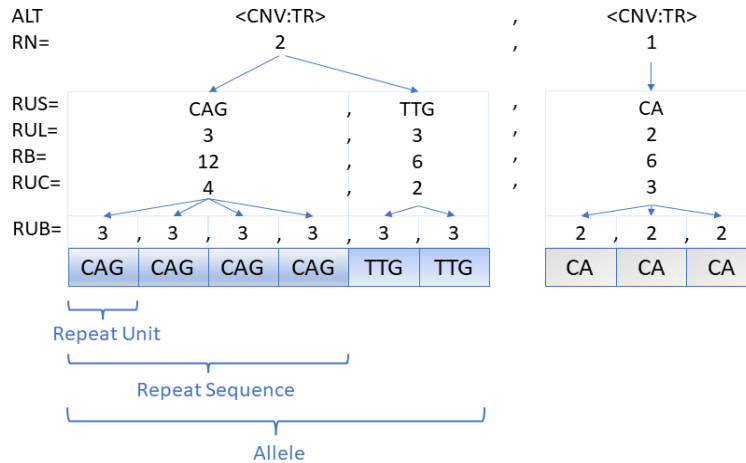 ALT <CNV:TR> , <CNV:TR>
RN= 2 , 1
RUS= CAG , TTG , CA
RUL= 3 , 3 , 2
RB= 12 , 6 , 6
RUC= 4 , 2 , 3
RUB= 3 , 3 , 3 , 3 , 3 , 3 2 , 2 , 2
CAG CAG CAG CAG TTG TTG CA CA CA
Repeat Unit
Repeat Sequence
Allele